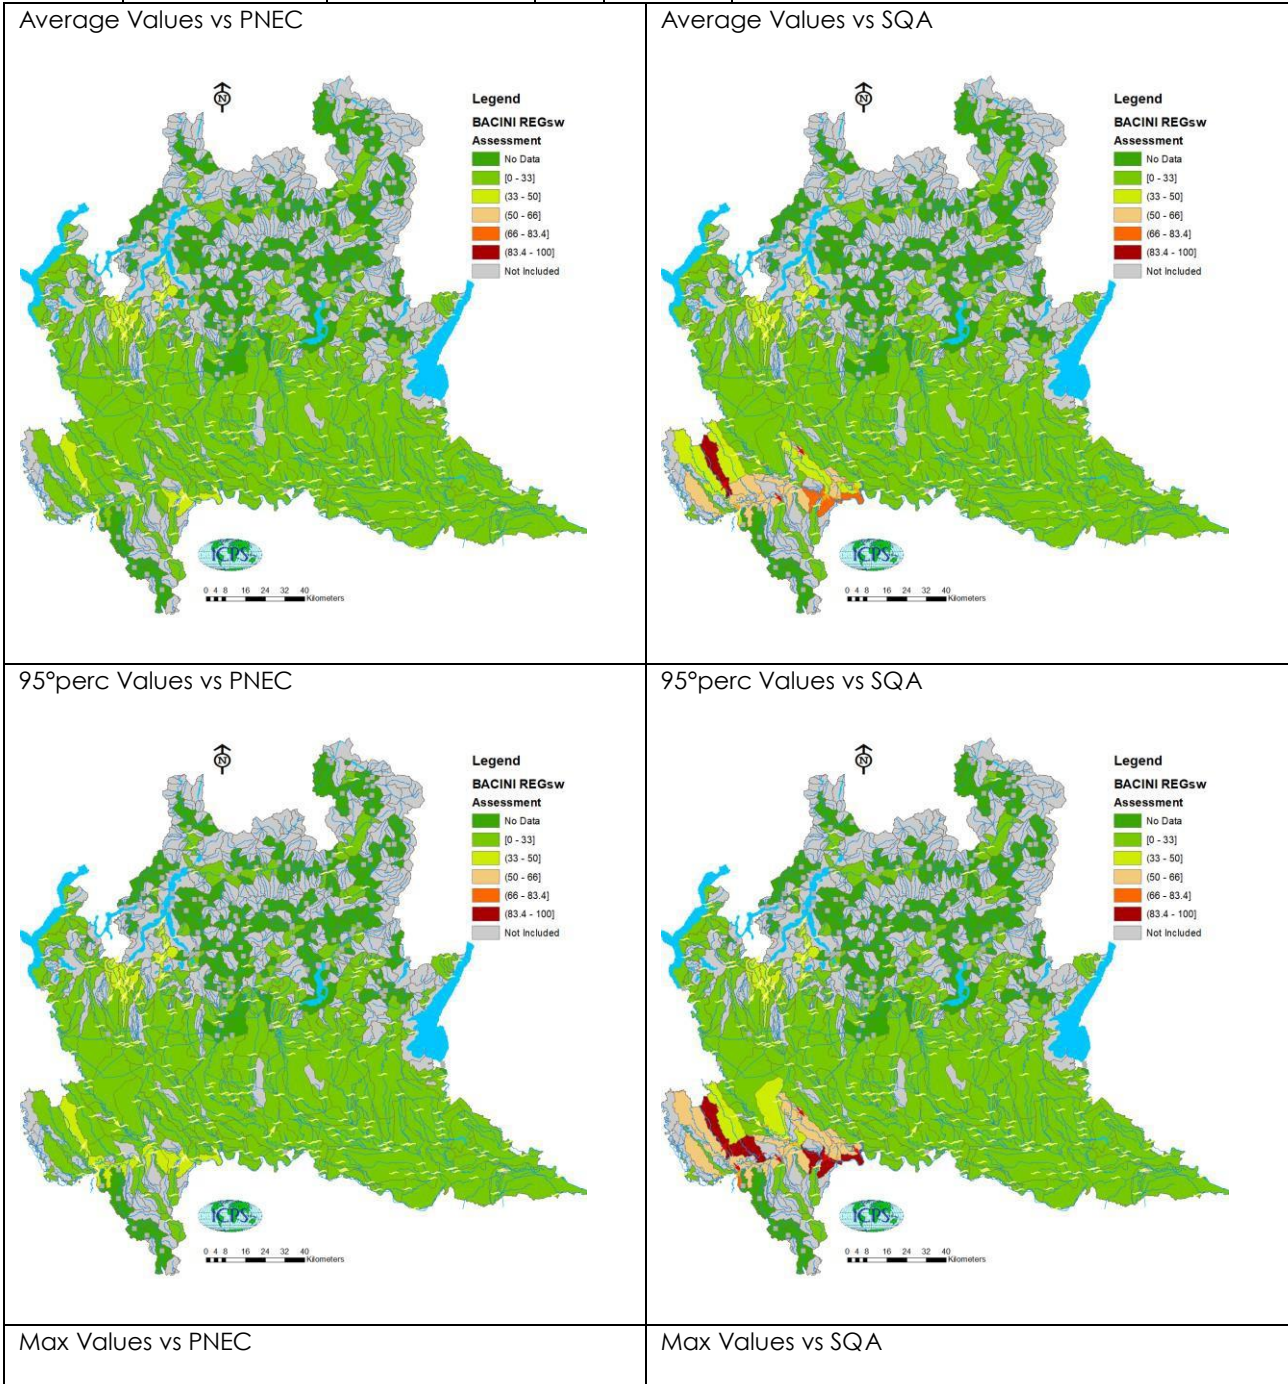 Average Values vs PNEC
N
Legend
BACINI REGsw
Assessment
No Data
[0 - 33]
(33 - 50]
(50 - 66]
(66 - 83.4]
(83.4 - 100]
Not Included
ICPS
0 4 8 16 24 32 40
Kilometers
Average Values vs SQA
N
Legend
BACINI REGsw
Assessment
No Data
[0 - 33]
(33 - 50]
(50 - 66]
(66 - 83.4]
(83.4 - 100]
Not Included
ICPS
0 4 8 16 24 32 40
Kilometers
95°perc Values vs PNEC
N
Legend
BACINI REGsw
Assessment
No Data
[0 - 33]
(33 - 50]
(50 - 66]
(66 - 83.4]
(83.4 - 100]
Not Included
ICPS
0 4 8 16 24 32 40
Kilometers
95°perc Values vs SQA
N
Legend
BACINI REGsw
Assessment
No Data
[0 - 33]
(33 - 50]
(50 - 66]
(66 - 83.4]
(83.4 - 100]
Not Included
ICPS
0 4 8 16 24 32 40
Kilometers
Max Values vs PNEC
Max Values vs SQA